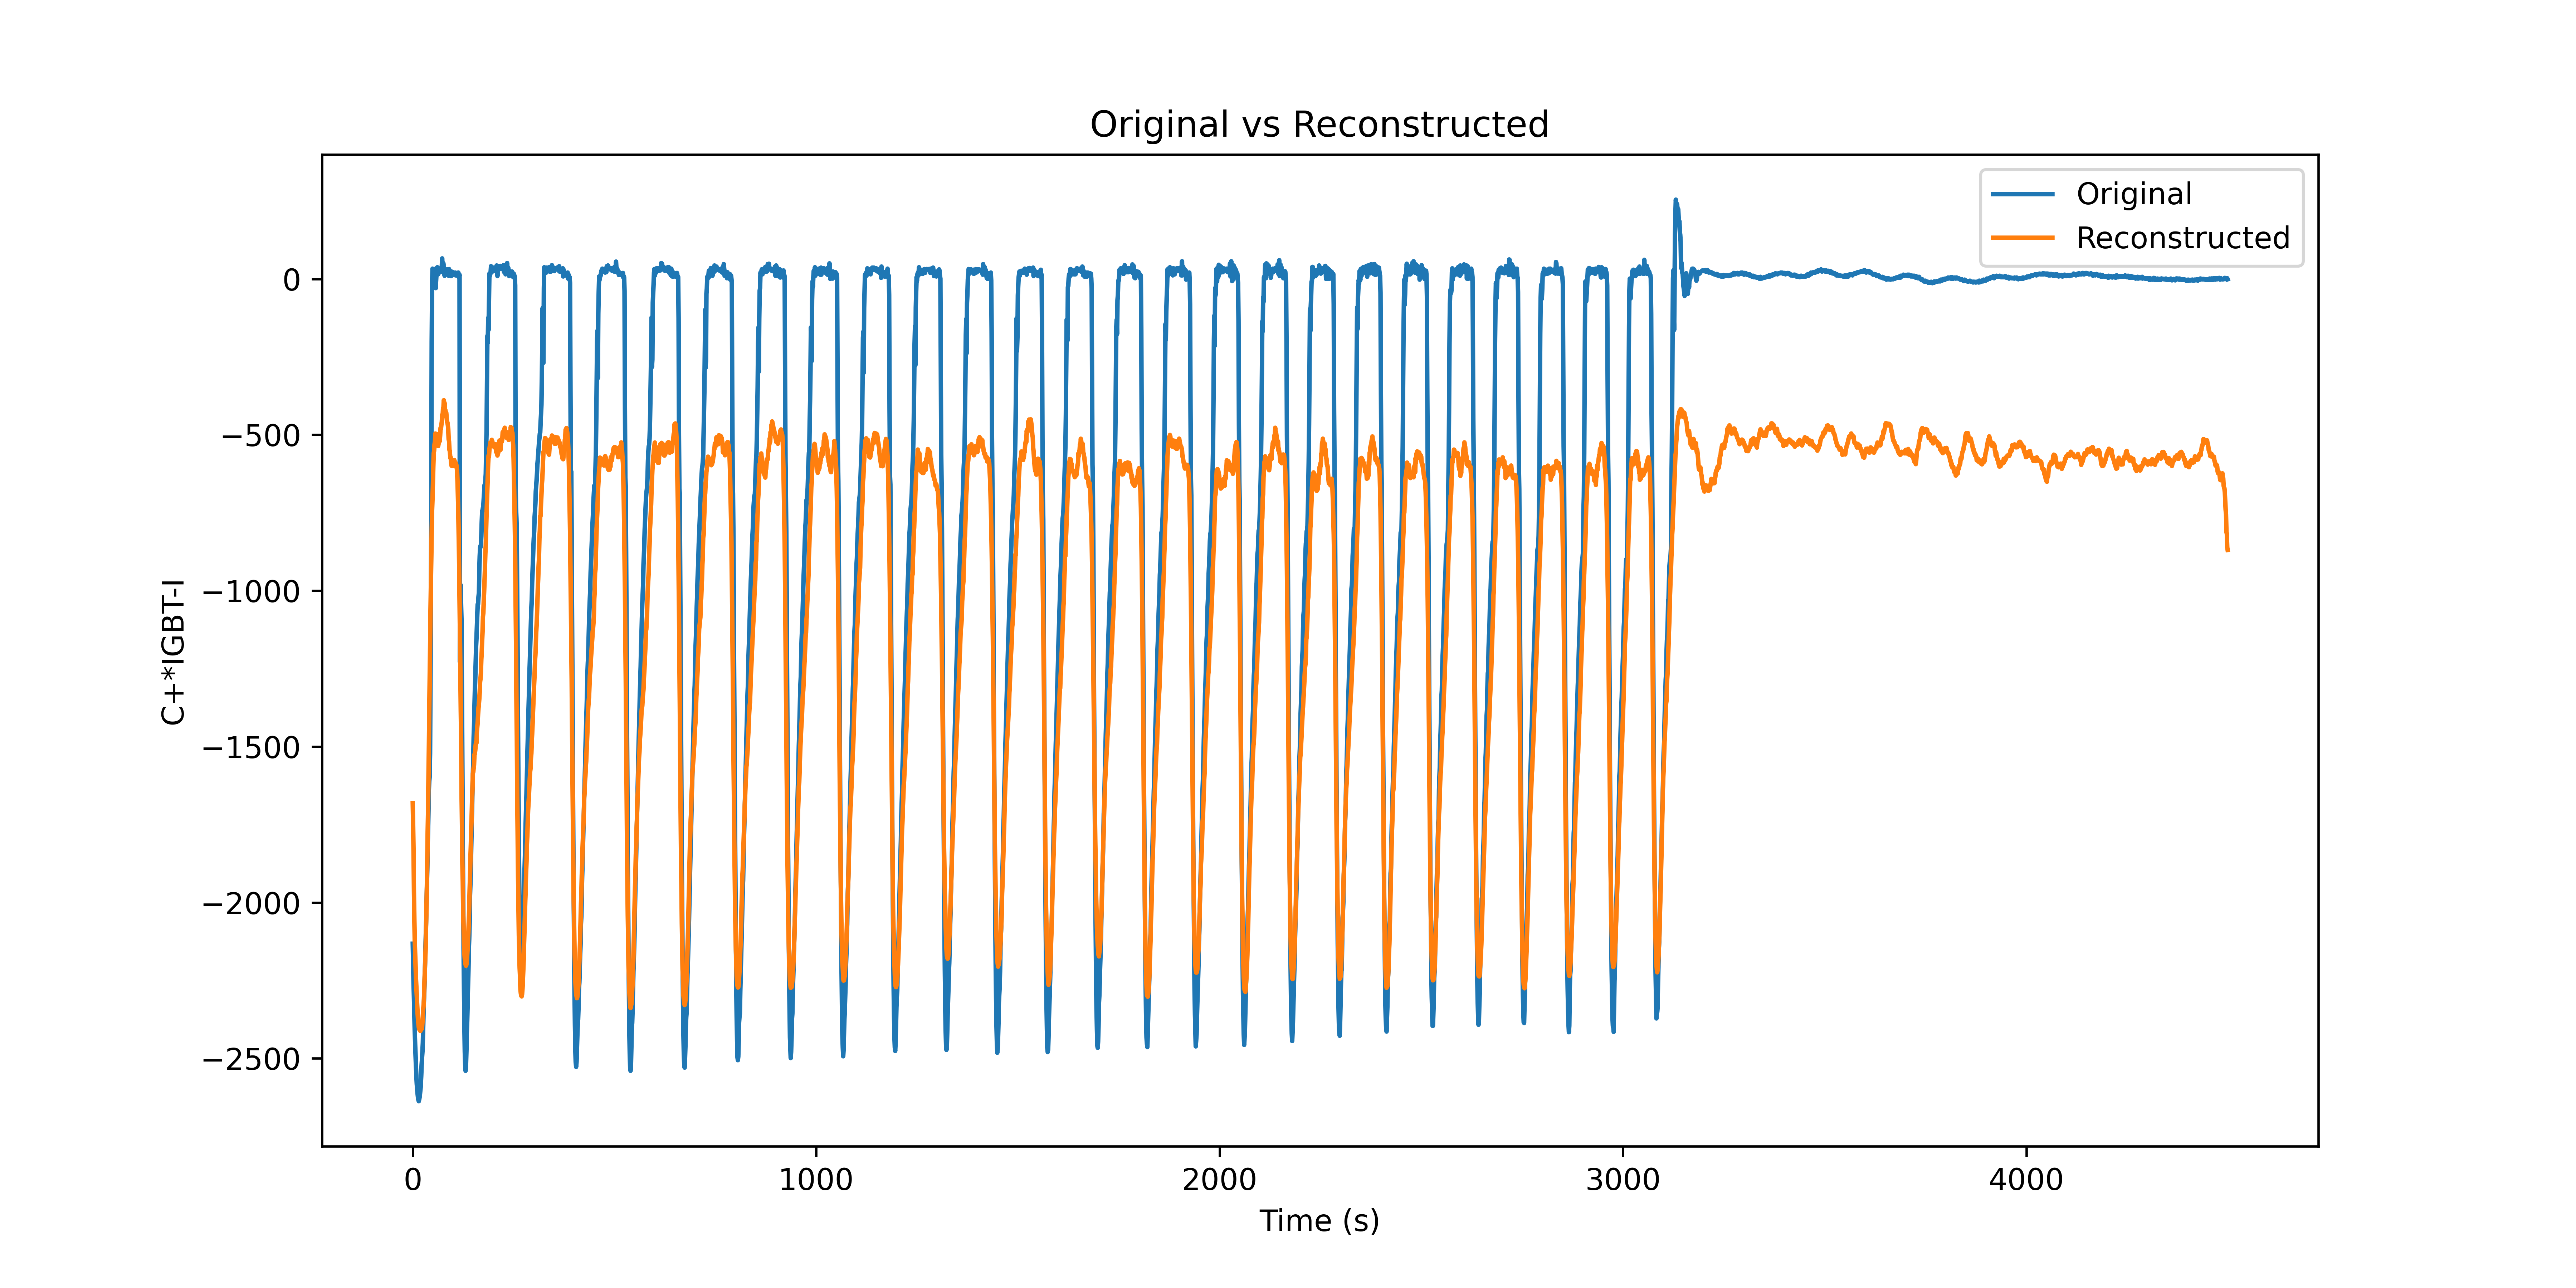 Original vs Reconstructed
Original
Reconstructed
C+*IGBT-I
0
−500
−1000
−1500
−2000
−2500
0
1000
2000
3000
4000
Time (s)